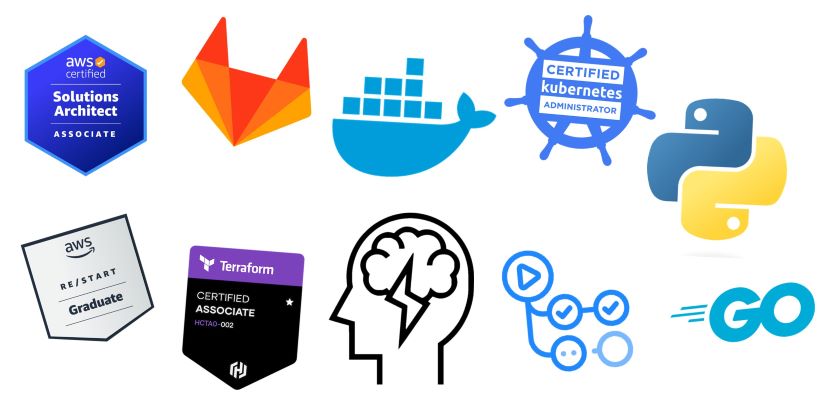 aws
certified
Solutions
Architect
ASSOCIATE
CERTIFIED
kubernetes
ADMINISTRATOR
aws
RE/START
Graduate
Terraform
CERTIFIED
ASSOCIATE
HCTA0-002
GO